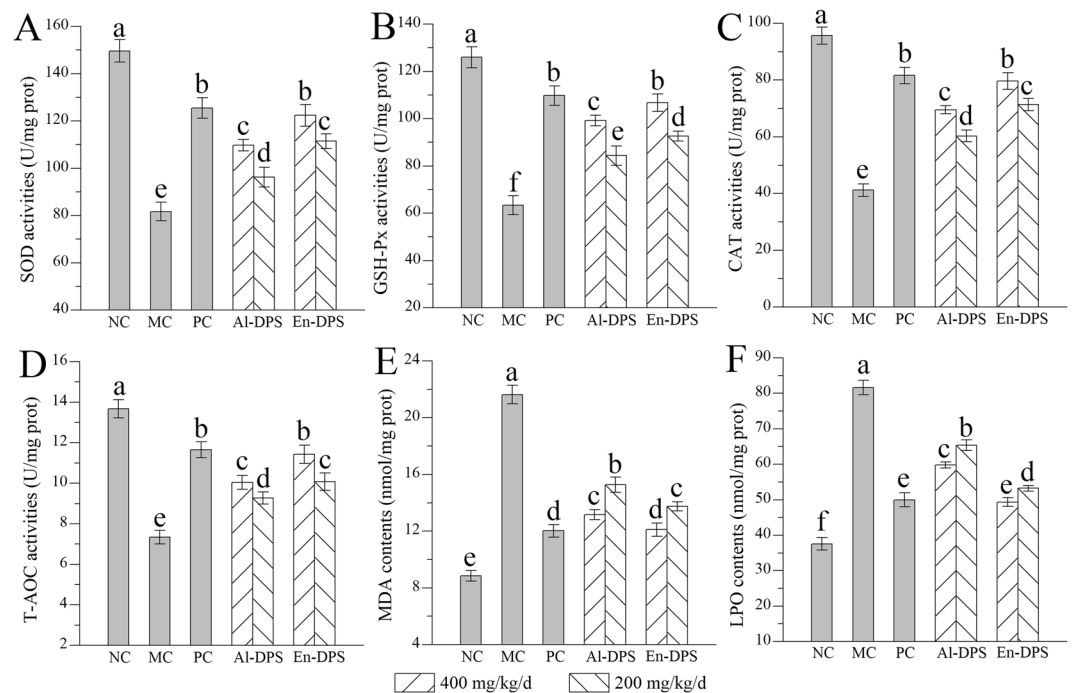 A
SOD activities (U/mg prot)
160
140
120
100
80
60
40
a
e
b
c
d
b
c
NC MC PC Al-DPS En-DPS
B
GSH-Px activities (U/mg prot)
140
120
100
80
60
40
20
a
f
b
c
e
b
d
NC MC PC Al-DPS En-DPS
C
CAT activities (U/mg prot)
100
80
60
40
20
0
a
e
b
c
d
b
c
NC MC PC Al-DPS En-DPS
D
T-AOC activities (U/mg prot)
16
14
12
10
8
6
4
2
a
e
b
c
d
b
c
NC MC PC Al-DPS En-DPS
E
MDA contents (nmol/mg prot)
24
20
16
12
8
4
e
a
d
c
b
d
c
NC MC PC Al-DPS En-DPS
F
LPO contents (nmol/mg prot)
90
80
70
60
50
40
30
20
10
f
a
e
c
b
e
d
NC MC PC Al-DPS En-DPS
400 mg/kg/d 200 mg/kg/d